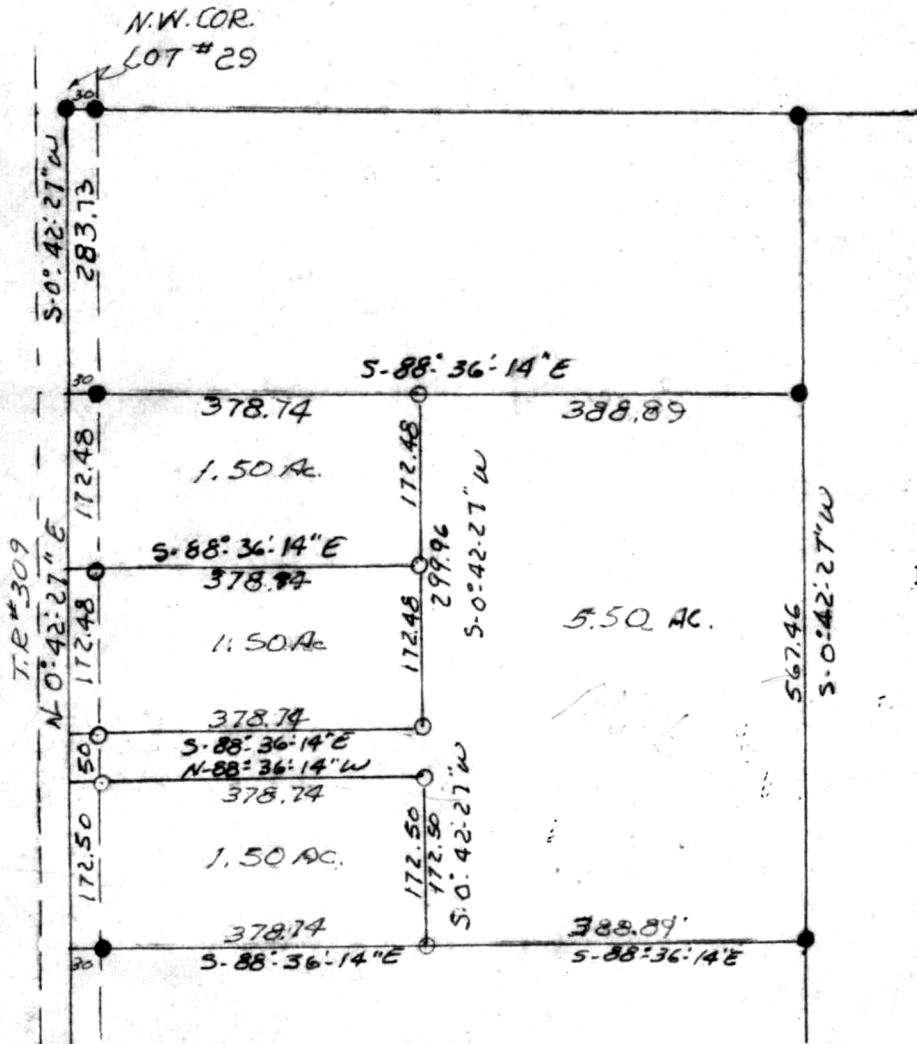 N.W. COR.
LOT #29
30
S-0°-42'-27" W
283.73
S-88°-36'-14" E
30
378.74
388.89
172.48
1.50 Ac.
172.48
S-88°-36'-14" E
378.74
299.96
S-0°-42'-27" W
T.R #309
N-0°-42'-27" E
172.48
1.50 Ac
172.48
5.50 AC.
567.46
S-0°-42'-27" W
378.74
S-88°-36'-14" E
50
N-88°-36'-14" W
378.74
172.50
1.50 AC.
172.50
172.50
S-0°-42'-27" W
378.74
388.89'
30
S-88°-36'-14" E
S-88°-36'-14" E